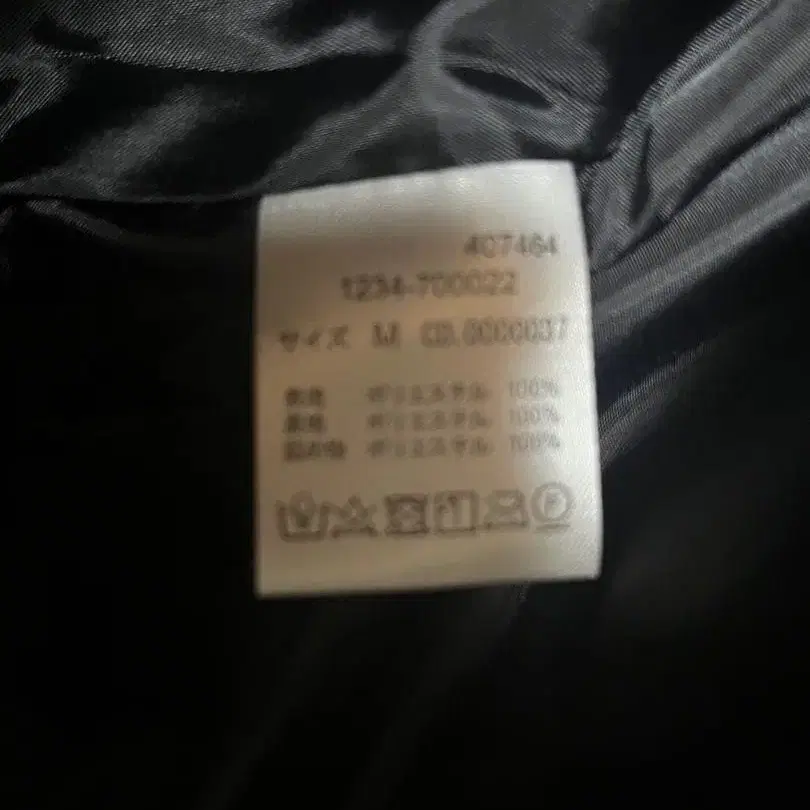 407464
1234-700022
サイズ M
表地 ポリエステル 100%
裏地 ポリエステル 100%
詰め物 ポリエステル 100%